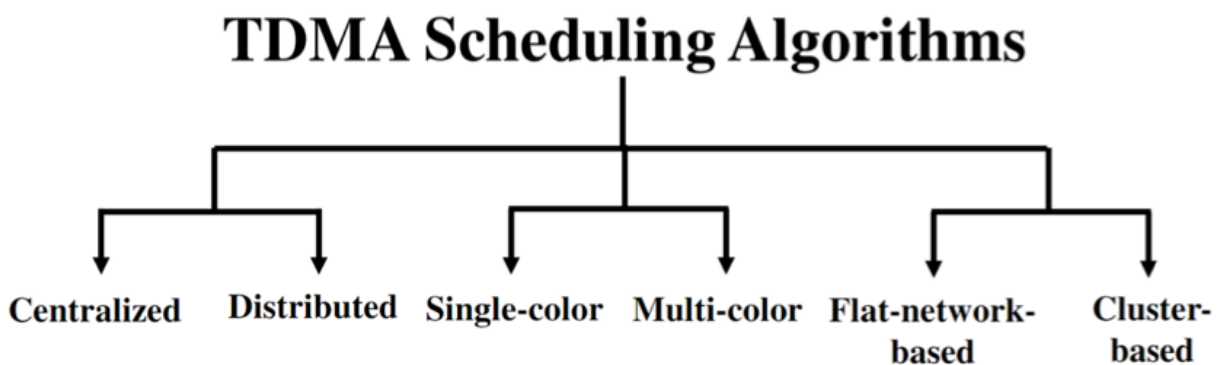 TDMA Scheduling Algorithms
Centralized
Distributed
Single-color
Multi-color
Flat-network-
based
Cluster-
based